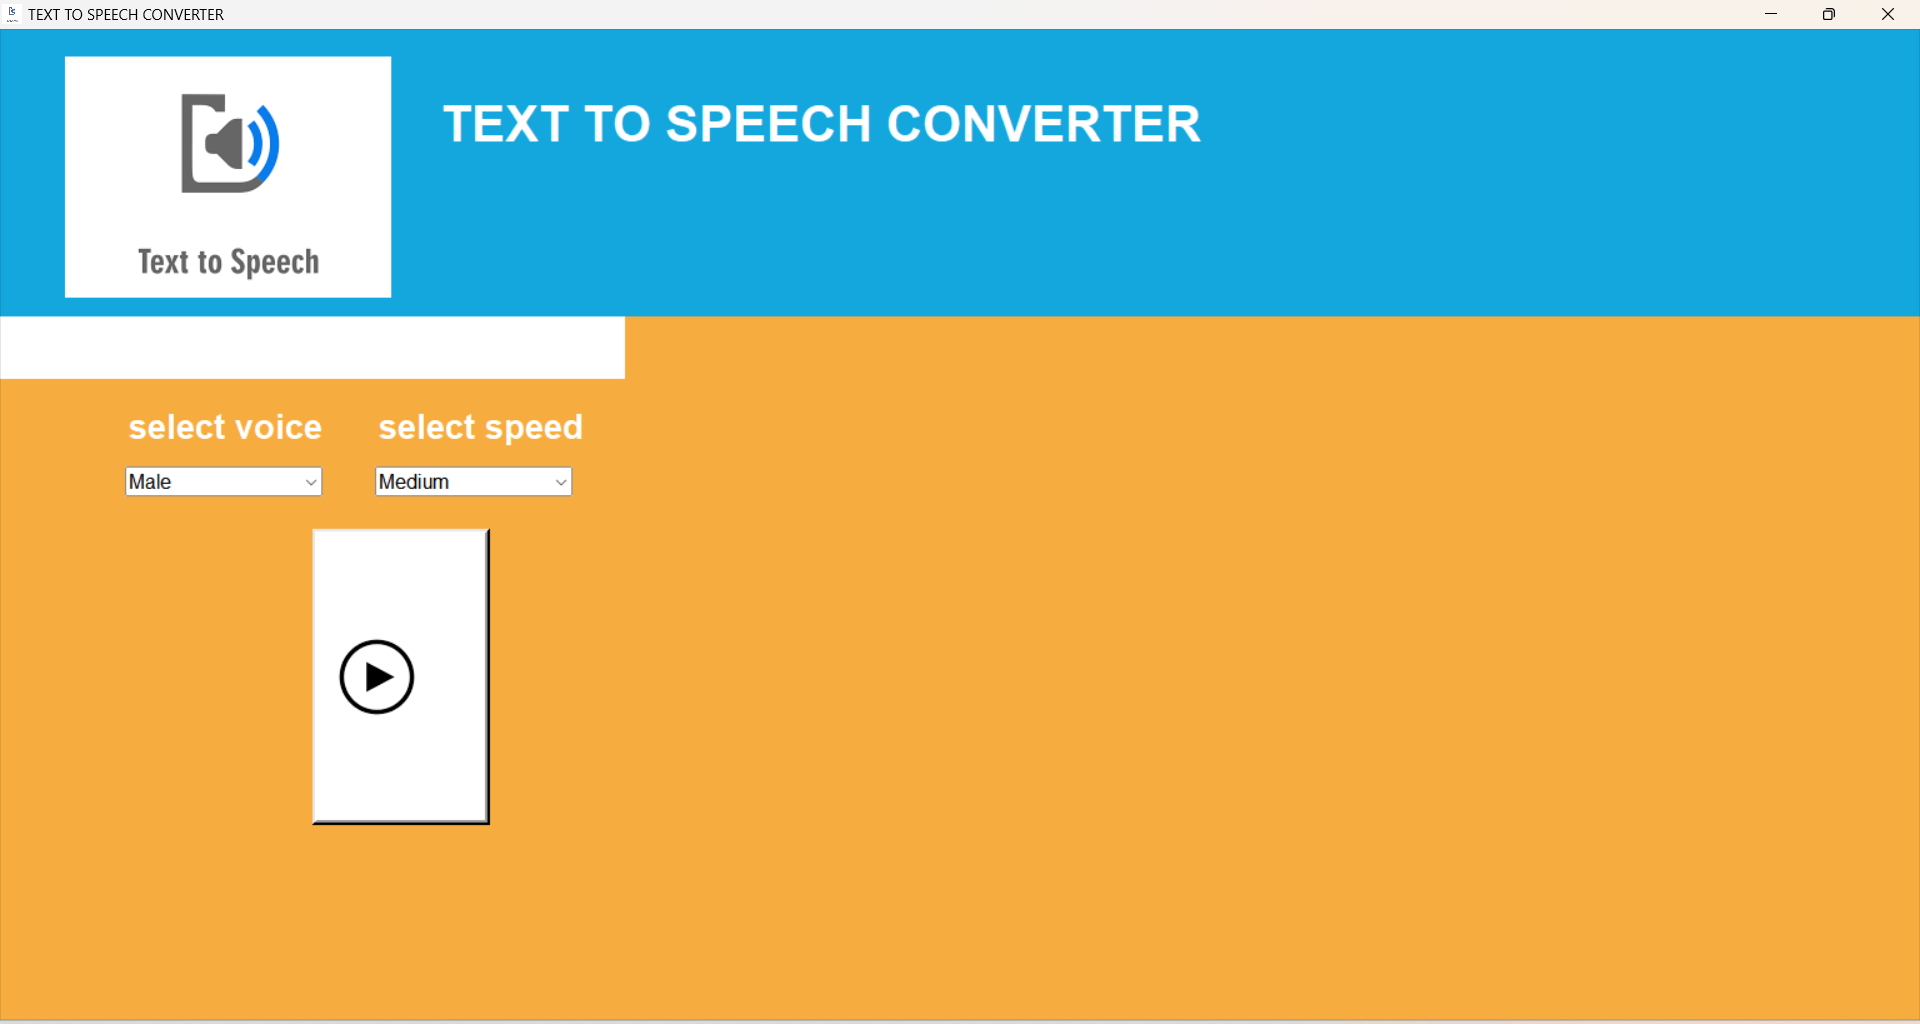 TEXT TO SPEECH CONVERTER
TEXT TO SPEECH CONVERTER
Text to Speech
select voice select speed
Male Medium